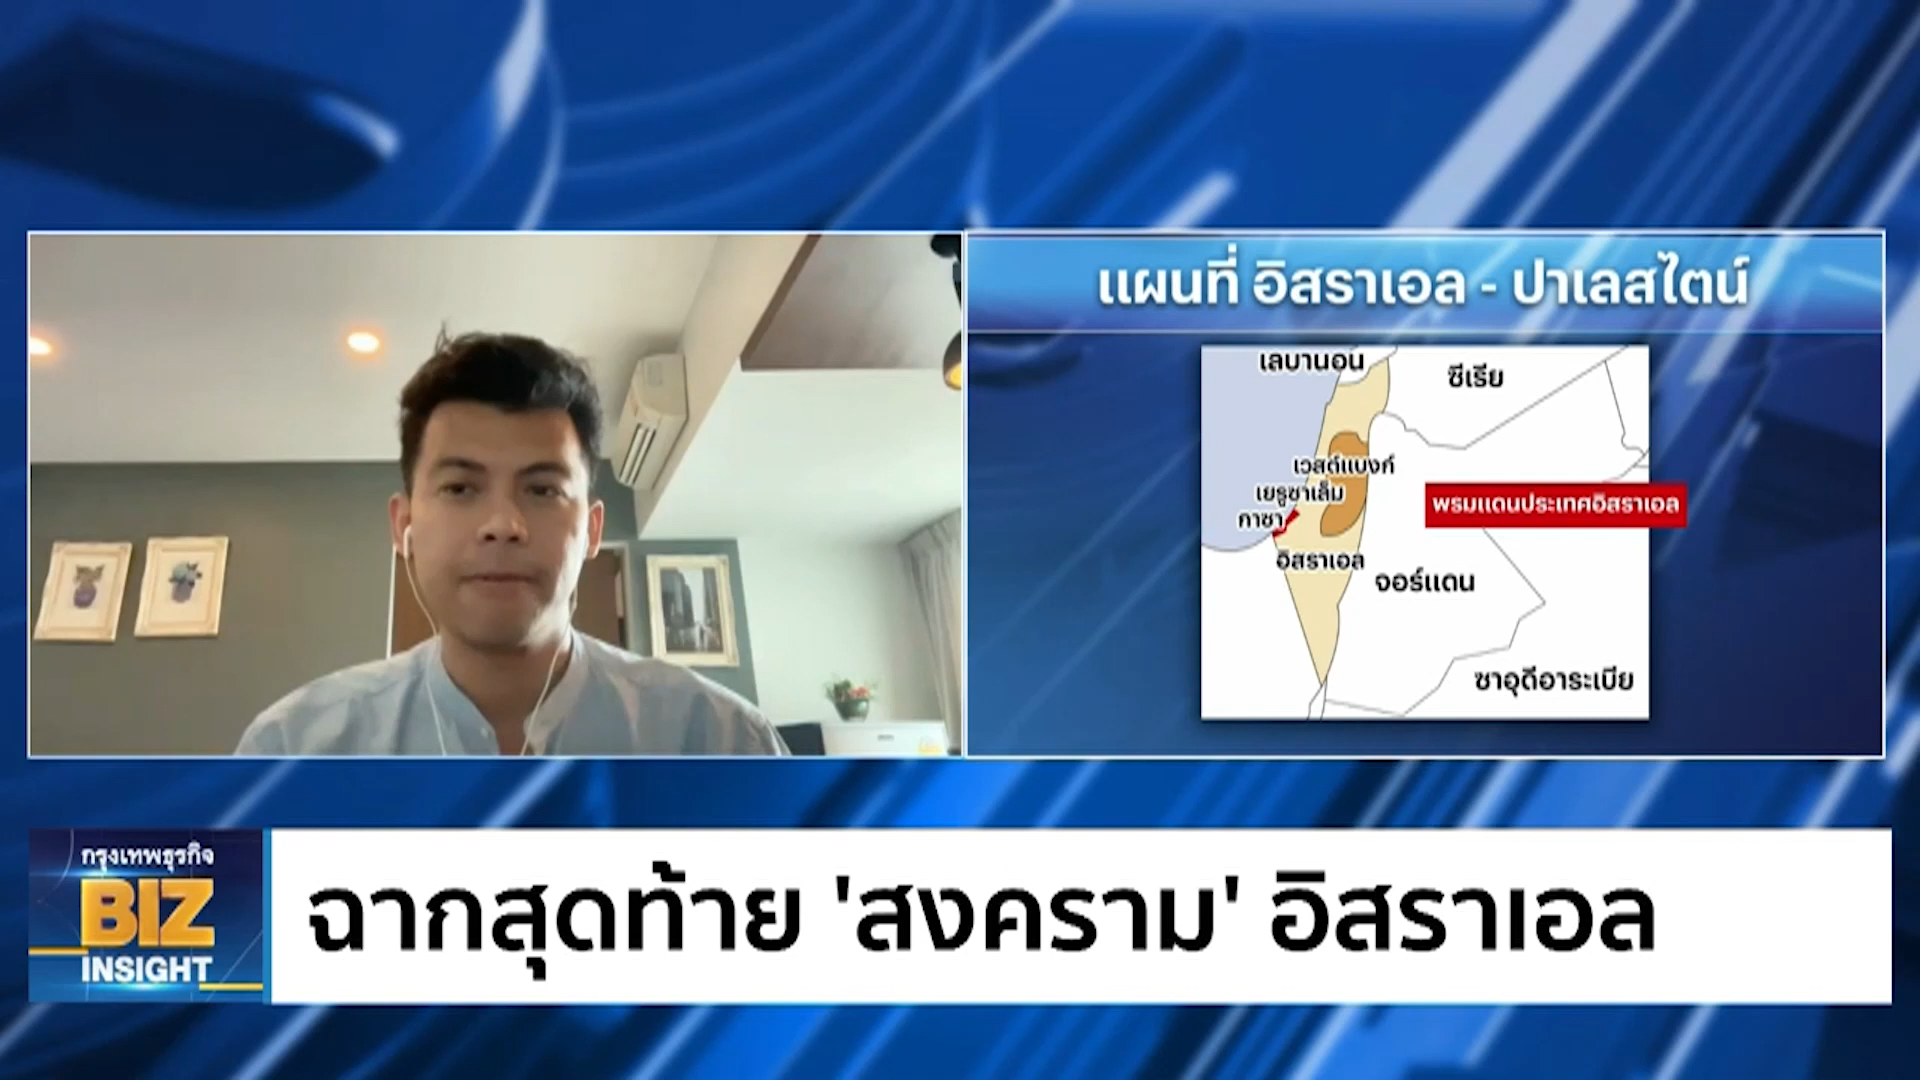 แผนที่ อิสราเอล - ปาเลสไตน์
เลบานอน
ซีเรีย
เวสต์แบงก์
เยรูซาเล็ม
กาซา
พรมแดนประเทศอิสราเอล
อิสราเอล
จอร์แดน
ซาอุดีอาระเบีย
กรุงเทพธุรกิจ
BIZ
INSIGHT
ฉากสุดท้าย 'สงคราม' อิสราเอล